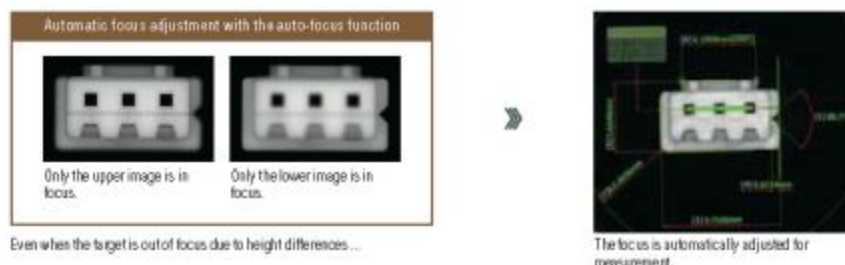 Automatic focus adjustment with the auto-focus function
Only the upper image is in
focus.
Only the lower image is in
focus.
Even when the target is out of focus due to height differences…
The focus is automatically adjusted for
measurement